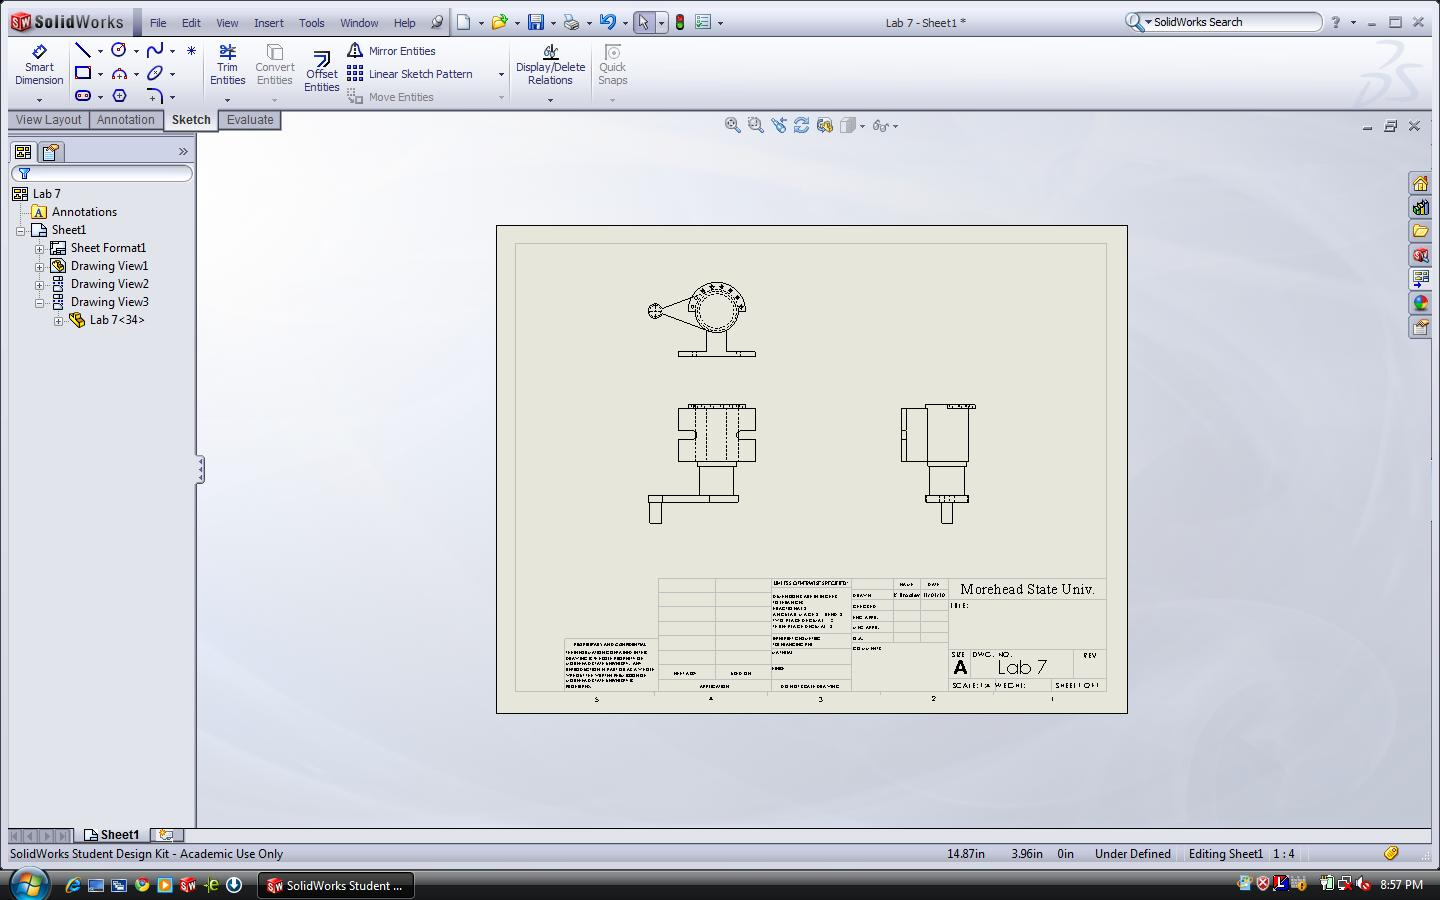 SolidWorks
File Edit View Insert Tools Window Help
Lab 7 - Sheet1 *
SolidWorks Search
Smart Dimension
Trim Entities
Convert Entities
Offset Entities
Mirror Entities
Linear Sketch Pattern
Move Entities
Display/Delete Relations
Quick Snaps
View Layout Annotation Sketch Evaluate
Lab 7
Annotations
Sheet1
Sheet Format1
Drawing View1
Drawing View2
Drawing View3
Lab 7<34>
UNLESS OTHERWISE SPECIFIED:
NAME DATE
Morehead State Univ.
DRAWN
CHECKED
TITLE:
ENG APPR.
MFG APPR.
Q.A.
COMMENTS:
PROPRIETARY AND CONFIDENTIAL
SIZE DWG. NO. REV
A Lab 7
SCALE: 1:4 WEIGHT: SHEET 1 OF 1
NEXT ASSY USED ON
APPLICATION DO NOT SCALE DRAWING
5 4 3 2 1
Sheet1
SolidWorks Student Design Kit - Academic Use Only
14.87in 3.96in 0in Under Defined Editing Sheet1 1 : 4
SolidWorks Student ...
8:57 PM